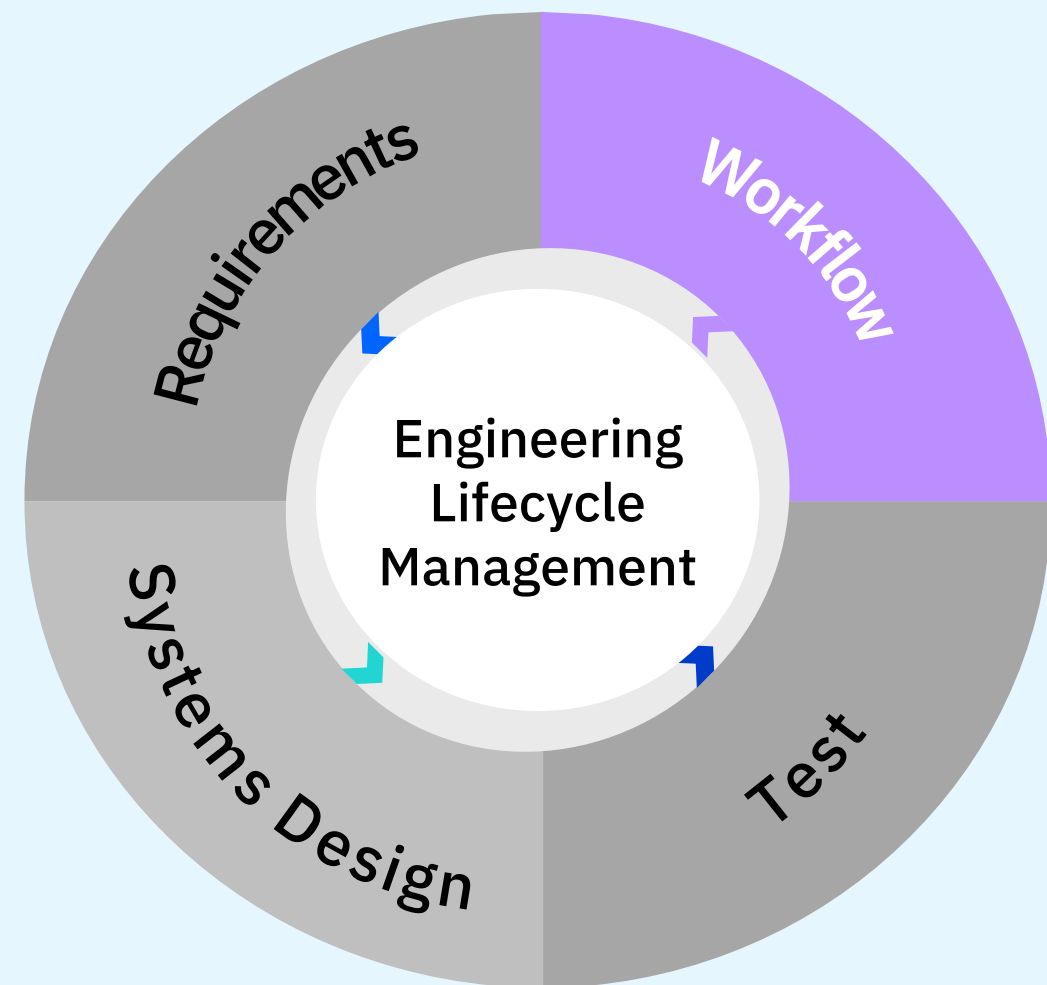 Requirements
Workflow
Engineering
Lifecycle
Management
Systems Design
Test